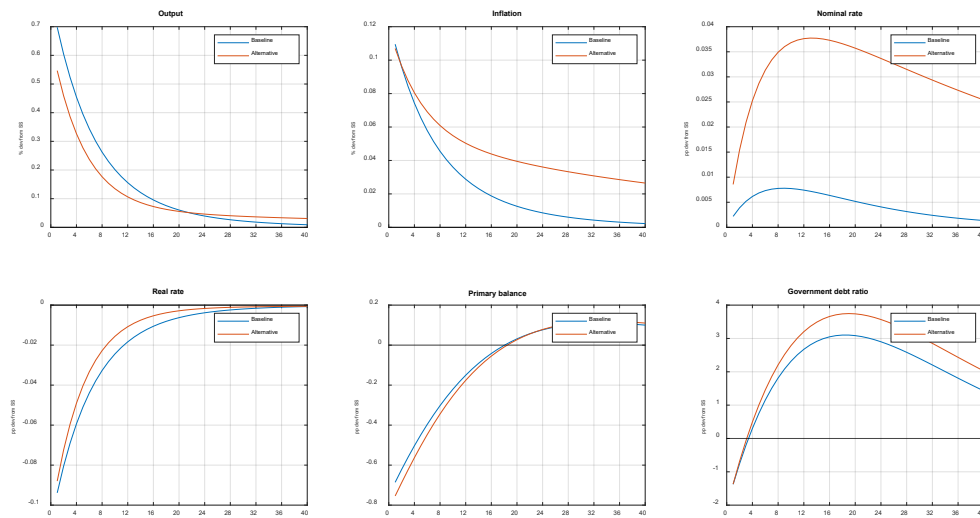 Output
Inflation
Nominal rate
0.7
0.6
0.5
0.4
0.3
0.2
0.1
0
% dev from SS
Baseline
Alternative
0 4 8 12 16 20 24 28 32 36 40
0.12
0.1
0.08
0.06
0.04
0.02
0
% dev from SS
Baseline
Alternative
0 4 8 12 16 20 24 28 32 36 40
0.04
0.035
0.03
0.025
0.02
0.015
0.01
0.005
0
pp dev from SS
Baseline
Alternative
0 4 8 12 16 20 24 28 32 36 40
Real rate
Primary balance
Government debt ratio
0
-0.02
-0.04
-0.06
-0.08
-0.1
pp dev from SS
Baseline
Alternative
0 4 8 12 16 20 24 28 32 36 40
0.2
0
-0.2
-0.4
-0.6
-0.8
pp dev from SS
Baseline
Alternative
0 4 8 12 16 20 24 28 32 36 40
4
3
2
1
0
-1
-2
pp dev from SS
Baseline
Alternative
0 4 8 12 16 20 24 28 32 36 40